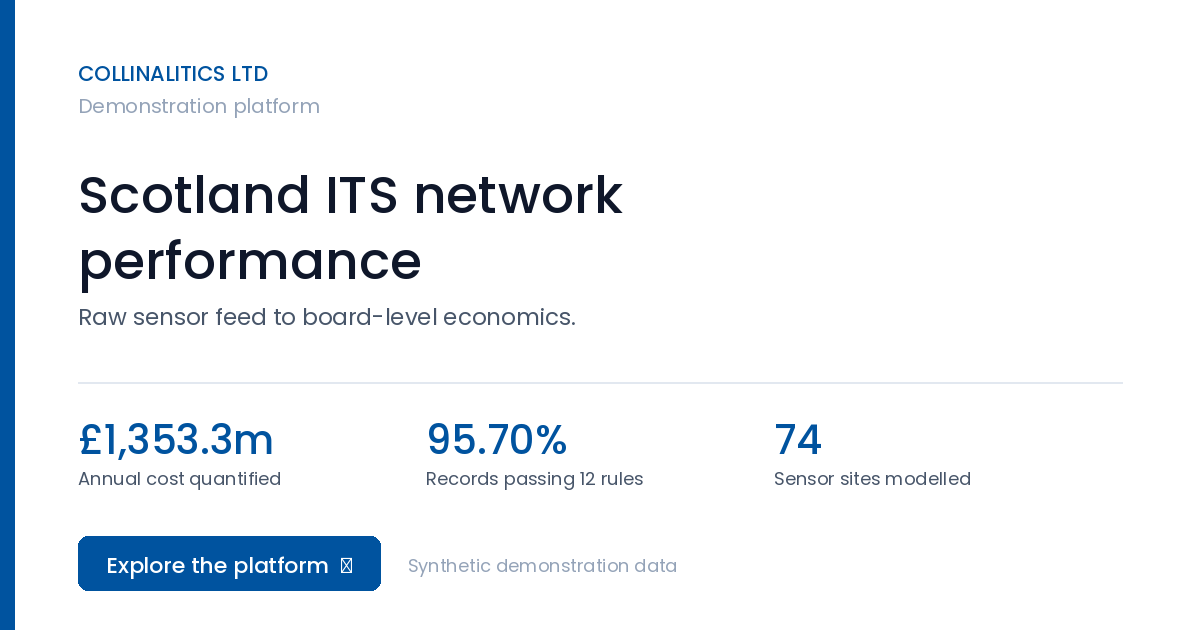 COLLINALITICS LTD
Demonstration platform
Scotland ITS network
performance
Raw sensor feed to board-level economics.
£1,353.3m
Annual cost quantified
95.70%
Records passing 12 rules
74
Sensor sites modelled
Explore the platform
Synthetic demonstration data